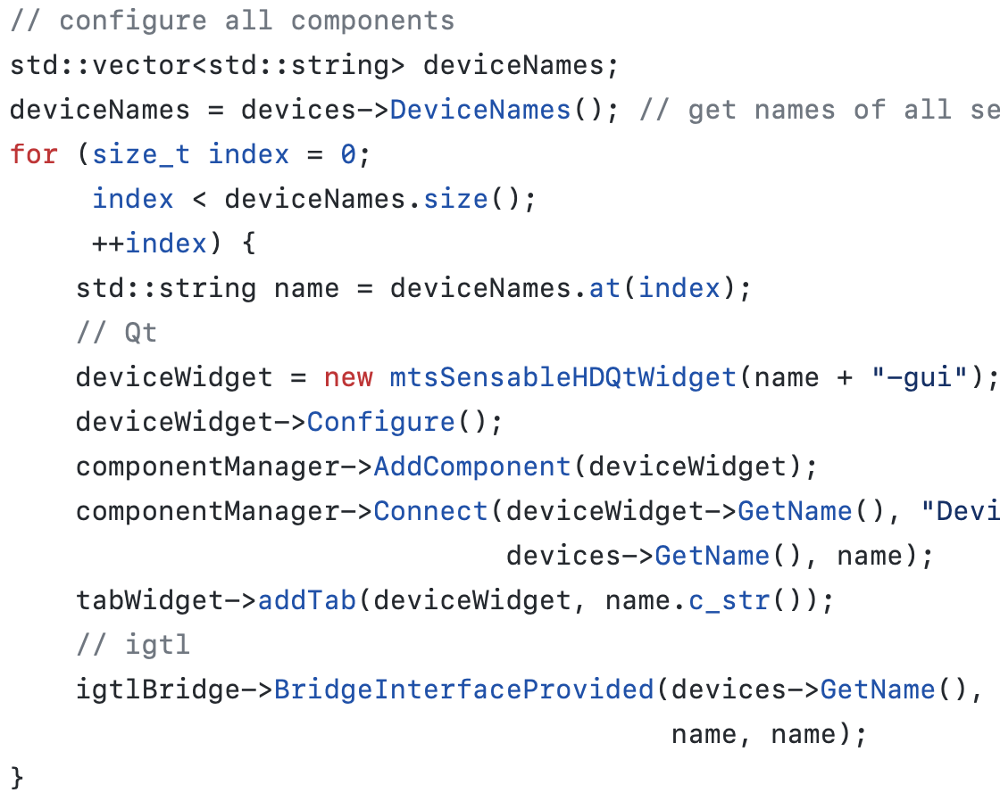 // configure all components
std::vector<std::string> deviceNames;
deviceNames = devices->DeviceNames(); // get names of all se
for (size_t index = 0;
     index < deviceNames.size();
     ++index) {
    std::string name = deviceNames.at(index);
    // Qt
    deviceWidget = new mtsSensableHDQtWidget(name + "-gui");
    deviceWidget->Configure();
    componentManager->AddComponent(deviceWidget);
    componentManager->Connect(deviceWidget->GetName(), "Devi
                              devices->GetName(), name);
    tabWidget->addTab(deviceWidget, name.c_str());
    // igtl
    igtlBridge->BridgeInterfaceProvided(devices->GetName(),
                                        name, name);
}